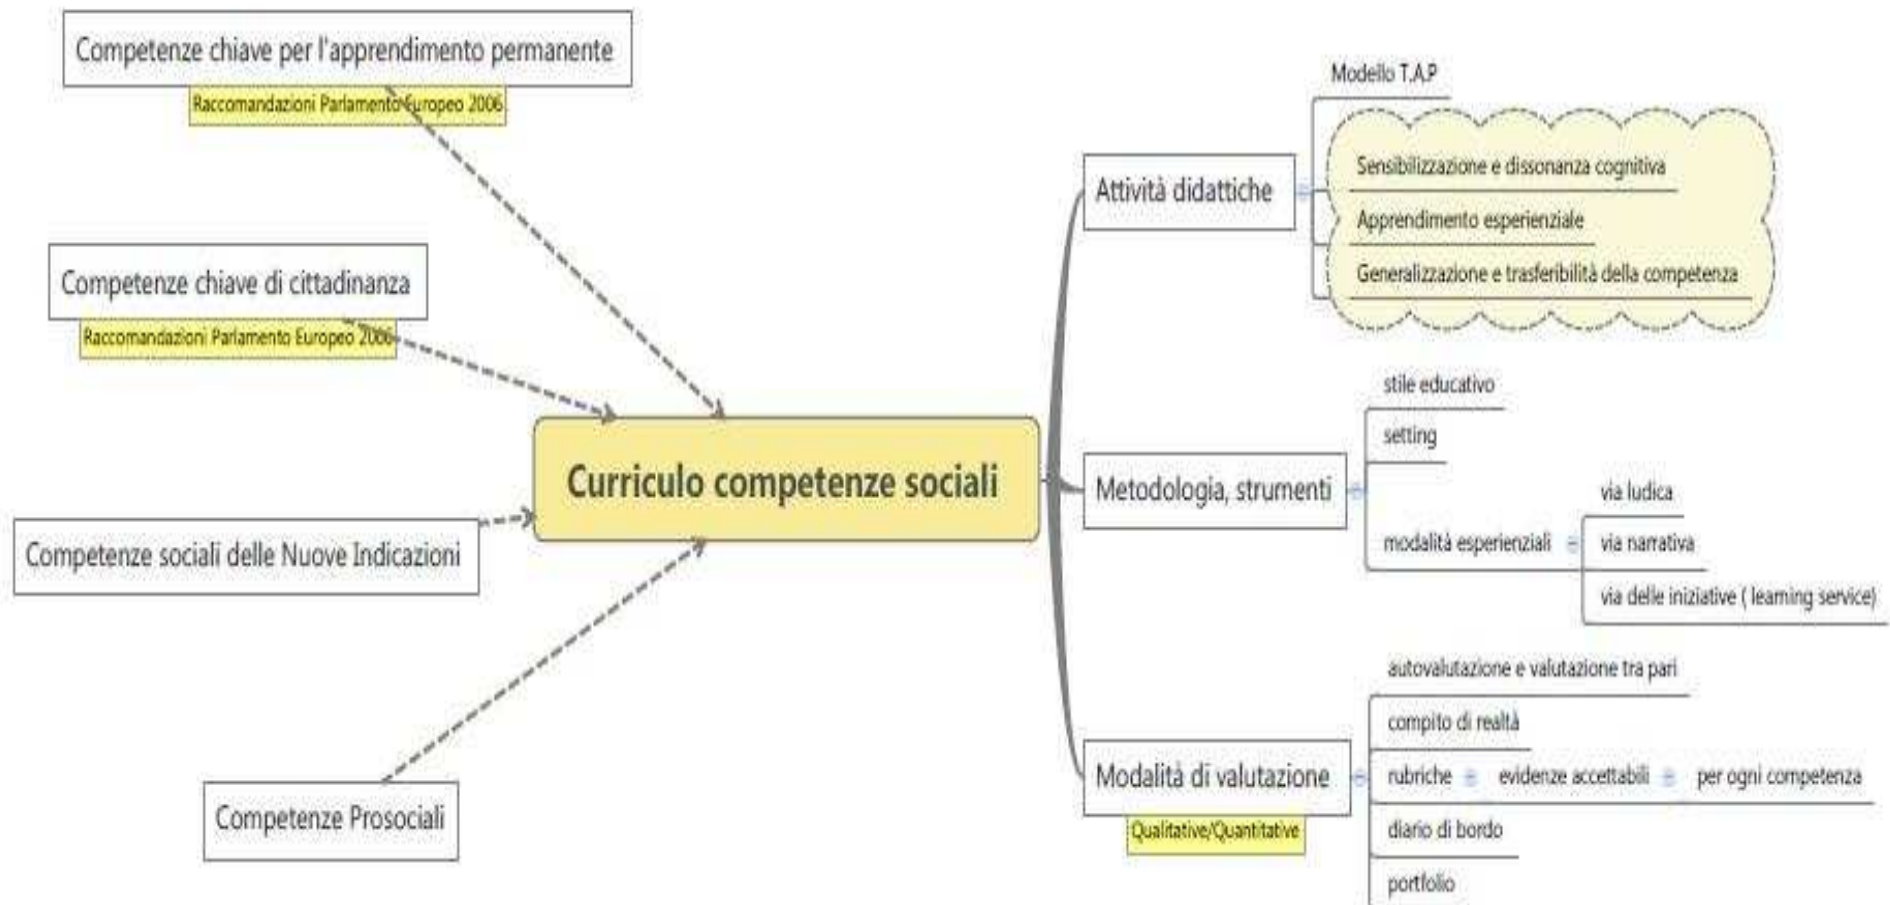 Competenze chiave per l'apprendimento permanente
Raccomandazioni Parlamento Europeo 2006
Competenze chiave di cittadinanza
Raccomandazioni Parlamento Europeo 2006
Competenze sociali delle Nuove Indicazioni
Competenze Prosociali
Curriculo competenze sociali
Attività didattiche
Modello T.A.P
Sensibilizzazione e dissonanza cognitiva
Apprendimento esperienziale
Generalizzazione e trasferibilità della competenza
Metodologia, strumenti
stile educativo
setting
modalità esperienziali
via ludica
via narrativa
via delle iniziative ( learning service)
Modalità di valutazione
Qualitative/Quantitative
autovalutazione e valutazione tra pari
compito di realtà
rubriche
evidenze accettabili
per ogni competenza
diario di bordo
portfolio